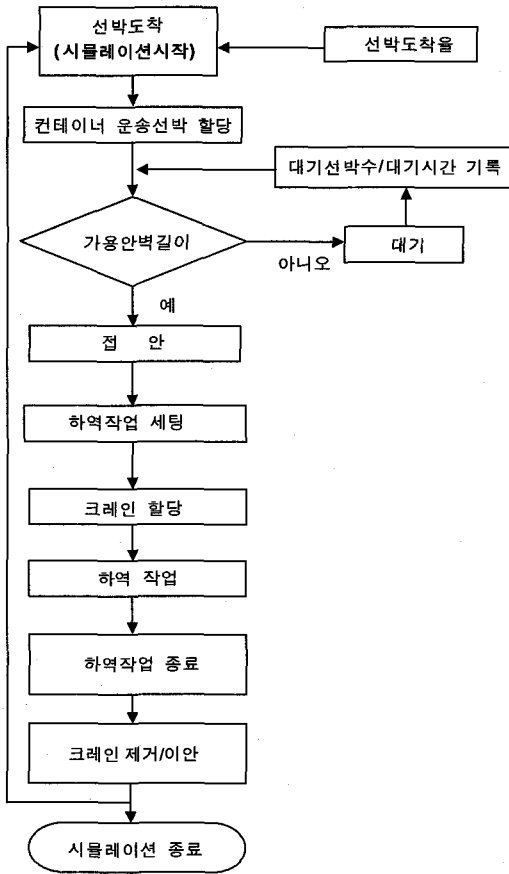 선박도착
(시뮬레이션시작)
선박도착율
컨테이너 운송선박 할당
대기선박수/대기시간 기록
가용안벽길이
대기
아니오
예
접 안
하역작업 세팅
크레인 할당
하역 작업
하역작업 종료
크레인 제거/이안
시뮬레이션 종료